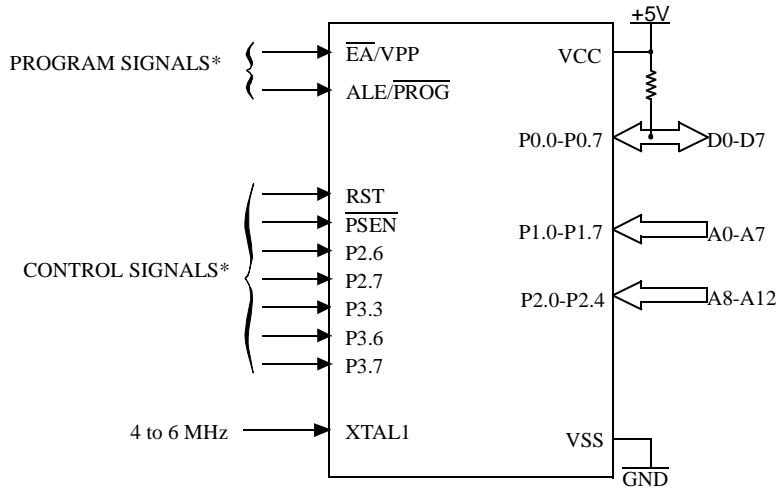 +5V
PROGRAM SIGNALS*
EA/VPP
VCC
ALE/PROG
P0.0-P0.7
D0-D7
RST
PSEN
P1.0-P1.7
A0-A7
P2.6
CONTROL SIGNALS*
P2.7
P2.0-P2.4
A8-A12
P3.3
P3.6
P3.7
4 to 6 MHz
XTAL1
VSS
GND